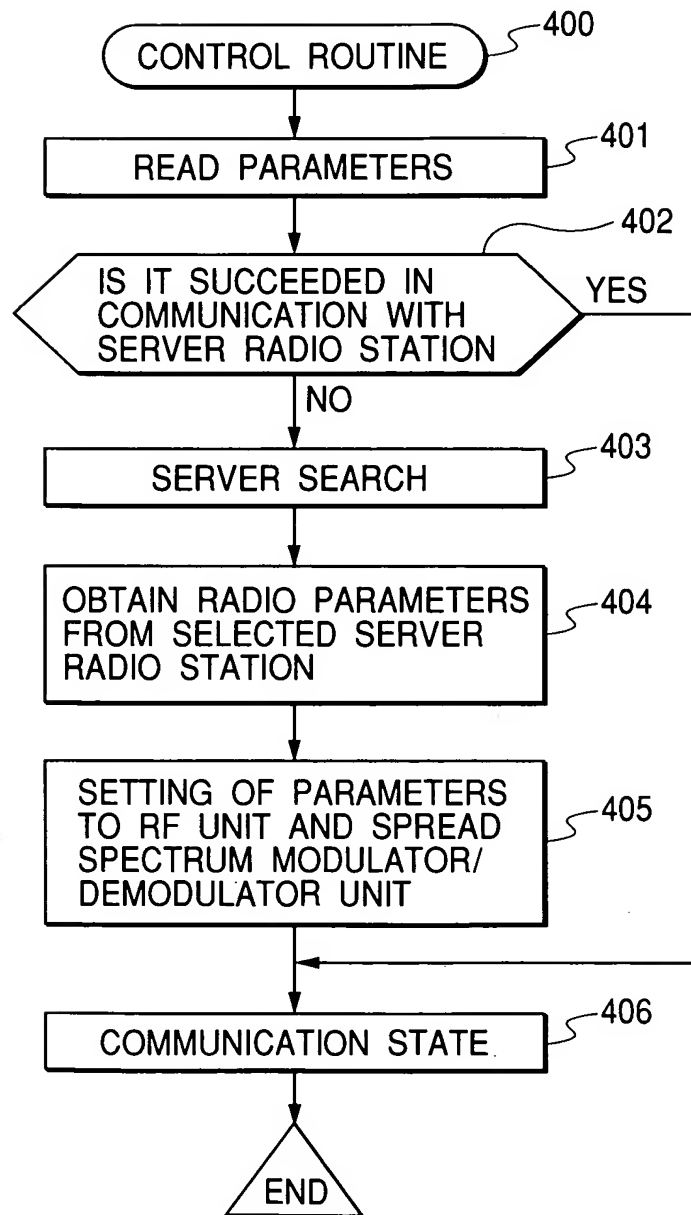 CONTROL ROUTINE
400
READ PARAMETERS
401
402
IS IT SUCCEEDED IN
COMMUNICATION WITH
SERVER RADIO STATION
YES
NO
SERVER SEARCH
403
OBTAIN RADIO PARAMETERS
FROM SELECTED SERVER
RADIO STATION
404
SETTING OF PARAMETERS
TO RF UNIT AND SPREAD
SPECTRUM MODULATOR/
DEMODULATOR UNIT
405
COMMUNICATION STATE
406
END